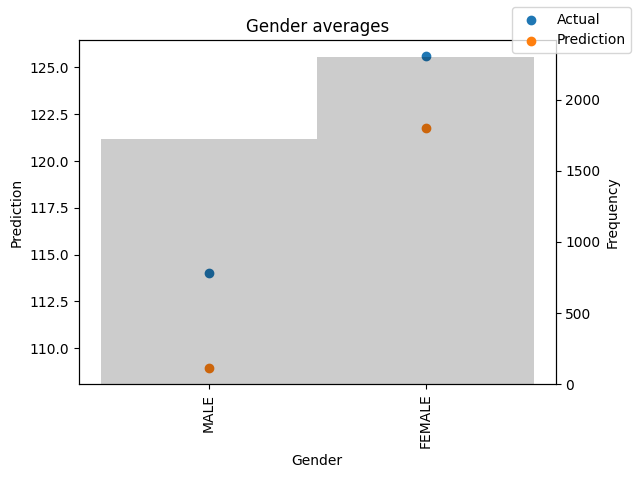 Gender averages
Actual
Prediction
125.0
122.5
120.0
117.5
115.0
112.5
110.0
Prediction
2000
1500
1000
500
0
Frequency
MALE
FEMALE
Gender